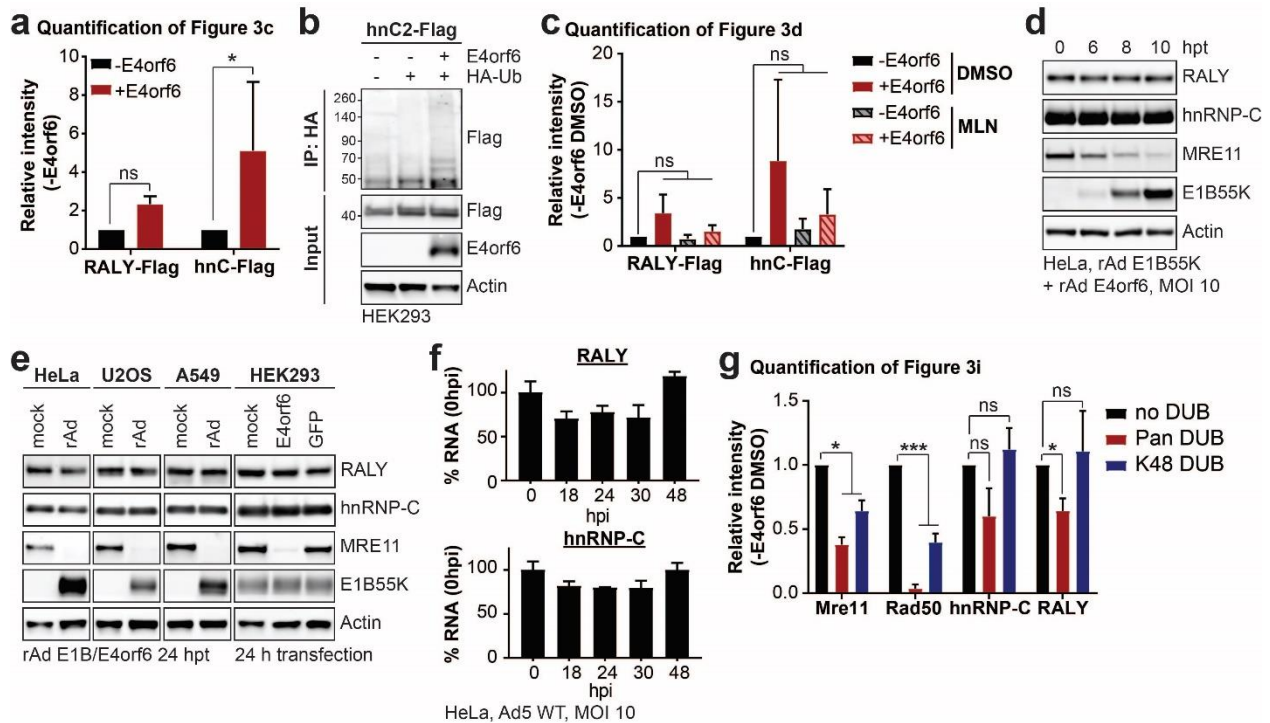 a Quantification of Figure 3c
Relative intensity
(-E4orf6)
10
8
6
4
2
0
-E4orf6
+E4orf6
ns
*
RALY-Flag hnC-Flag
b
hnC2-Flag
- - + E4orf6
- + + HA-Ub
IP: HA
260
140
90
70
50
Flag
Input
40
Flag
E4orf6
Actin
HEK293
c Quantification of Figure 3d
Relative intensity
(-E4orf6 DMSO)
20
15
10
5
0
ns
ns
RALY-Flag hnC-Flag
-E4orf6
+E4orf6
DMSO
-E4orf6
+E4orf6
MLN
d
0 6 8 10 hpt
RALY
hnRNP-C
MRE11
E1B55K
Actin
HeLa, rAd E1B55K
+ rAd E4orf6, MOI 10
e
HeLa U2OS A549 HEK293
mock rAd mock rAd mock rAd mock E4orf6 GFP
RALY
hnRNP-C
MRE11
E1B55K
Actin
rAd E1B/E4orf6 24 hpt 24 h transfection
f
RALY
% RNA (0hpi)
100
50
0
0 18 24 30 48
hpi
hnRNP-C
% RNA (0hpi)
100
50
0
0 18 24 30 48
hpi
HeLa, Ad5 WT, MOI 10
g Quantification of Figure 3i
Relative intensity
(-E4orf6 DMSO)
1.5
1.0
0.5
0.0
*
***
ns
ns
ns
*
Mre11 Rad50 hnRNP-C RALY
no DUB
Pan DUB
K48 DUB